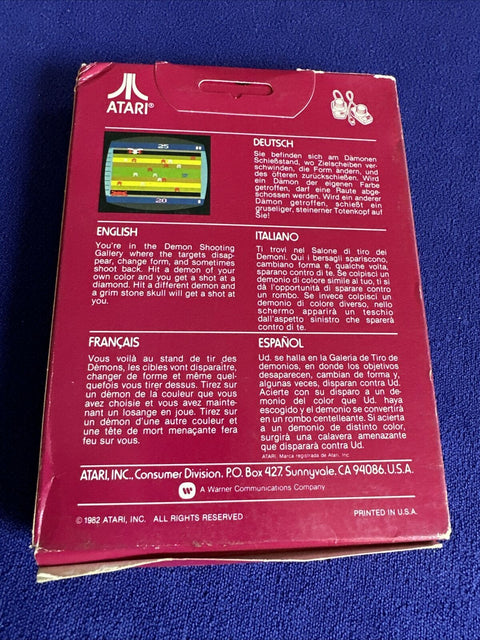 ATARI®
25
20
DEUTSCH
Sie befinden sich am Dämonen
Schießstand, wo Zielscheiben ver-
schwinden, die Form ändern, und
des öfteren zurückschießen. Wird
ein Dämon der eigenen Farbe
getroffen, darf eine Raute abge-
schossen werden. Wird ein anderer
Dämon getroffen, schießt ein
gruseliger, steinerner Totenkopf auf
Sie!
ENGLISH
You're in the Demon Shooting
Gallery where the targets disap-
pear, change form, and sometimes
shoot back. Hit a demon of your
own color and you get a shot at a
diamond. Hit a different demon and
a grim stone skull will get a shot at
you.
ITALIANO
Ti trovi nel Salone di tiro dei
Demoni. Qui i bersagli spariscono,
cambiano forma e, qualche volta,
sparano contro di te. Se colpisci un
demonio di colore simile al tuo, ti si
dà l'opportunità di sparare contro
un rombo. Se invece colpisci un
demonio di colore diverso, nello
schermo apparirà un teschio
dall'aspetto sinistro che sparerà
contro di te.
FRANÇAIS
Vous voilà au stand de tir des
Dèmons, les cibles vont disparaitre,
changer de forme et même quel-
quefois vous tirer dessus. Tirez sur
un dèmon de la couleur que vous
avez choisie et vous avez mainte-
nant un losange en joue. Tirez sur
un dèmon d'une autre couleur et
une tête de mort menaçante fera
feu sur vous.
ESPAÑOL
Ud. se halla en la Galeria de Tiro de
demonios, en donde los objetivos
desaparecen, cambian de forma y,
algunas veces, disparan contra Ud.
Acierte con su disparo a un de-
monio del color que Ud. haya
escogido y el demonio se convertirá
en un rombo centelleante. Si acierta
a un demonio de distinto color,
surgirá una calavera amenazante
que disparará contra Ud.
ATARI: Marca registrada de Atari, Inc.
ATARI, INC., Consumer Division, P.O. Box 427, Sunnyvale, CA 94086, U.S.A.
A Warner Communications Company
© 1982 ATARI, INC. ALL RIGHTS RESERVED
PRINTED IN U.S.A.